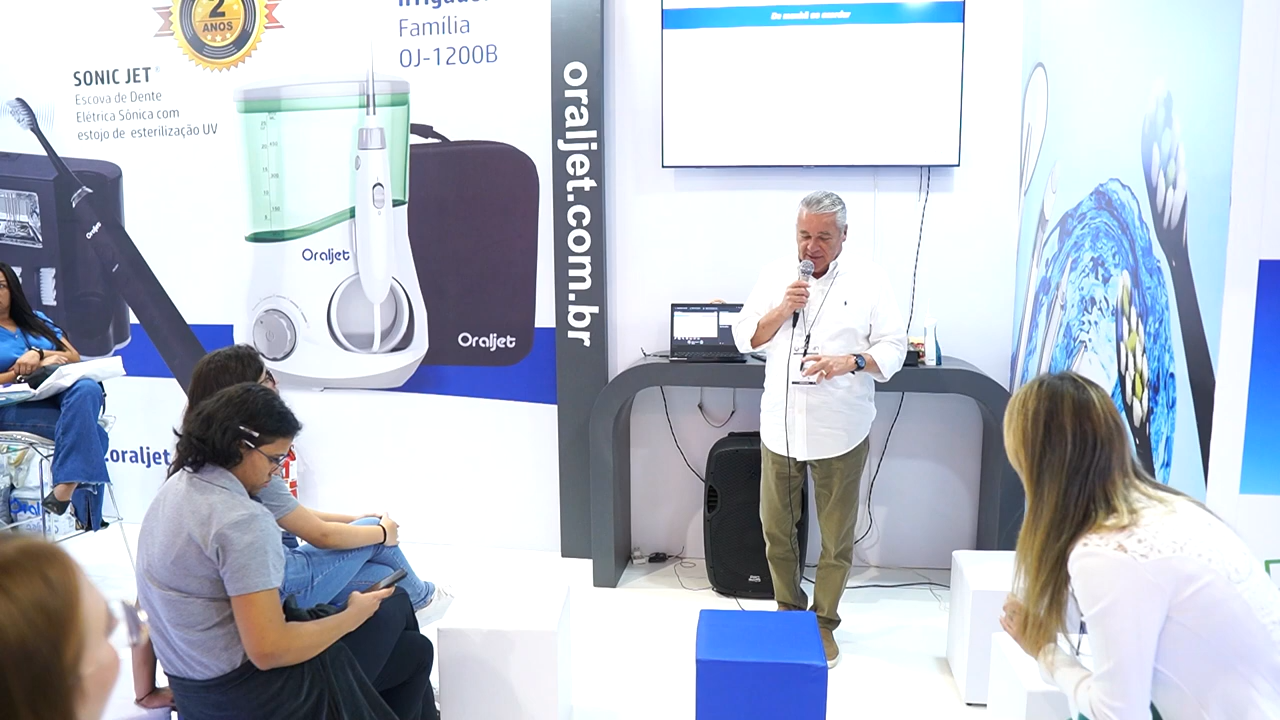 2
ANOS
SONIC JET
Escova de Dente
Elétrica Sônica com
estojo de esterilização UV
Família
OJ-1200B
oraljet.com.br
Oraljet
Oraljet
Oraljet
oraljet